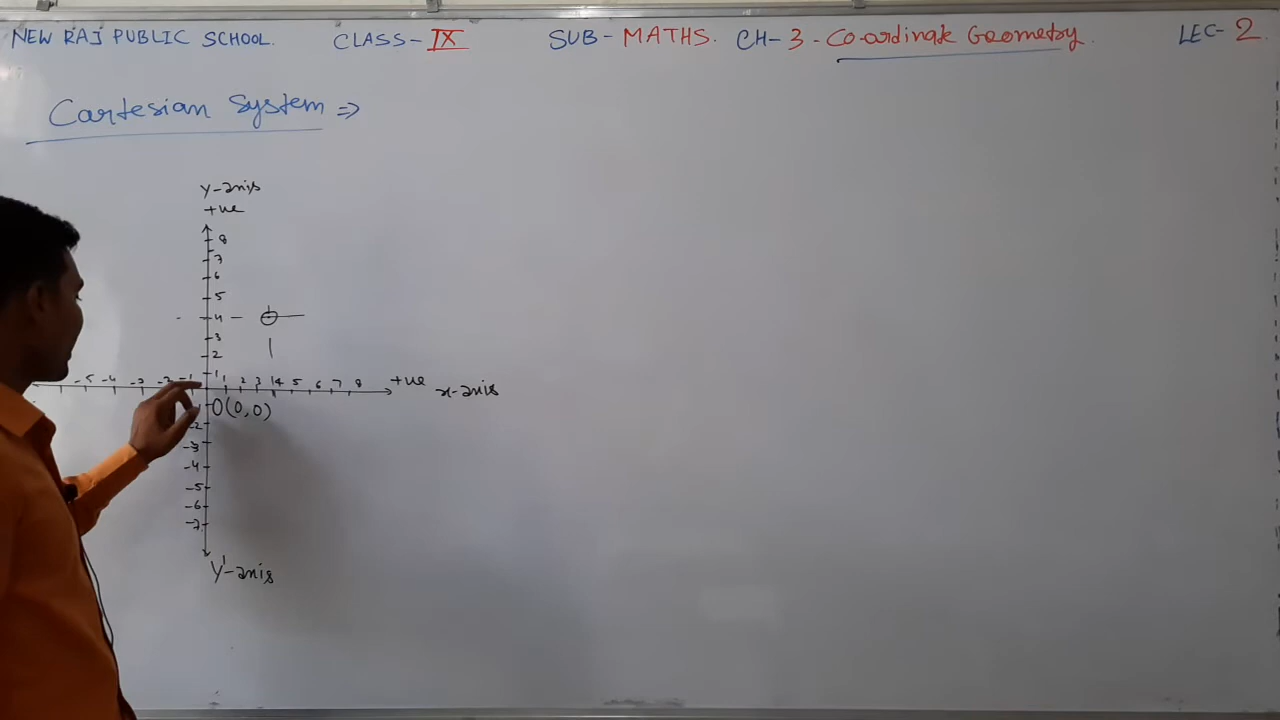 NEW RAJ PUBLIC SCHOOL. CLASS-IX SUB-MATHS. CH-3-Co-ordinate Geometry. LEC-2.
Cartesian System ⇒
Y-axis
+ve
8
7
6
5
4
3
2
1
-5 -4 -3 -2 -1 1 2 3 4 5 6 7 8 +ve x-axis
O(0,0)
-2
-3
-4
-5
-6
-7
Y'-axis